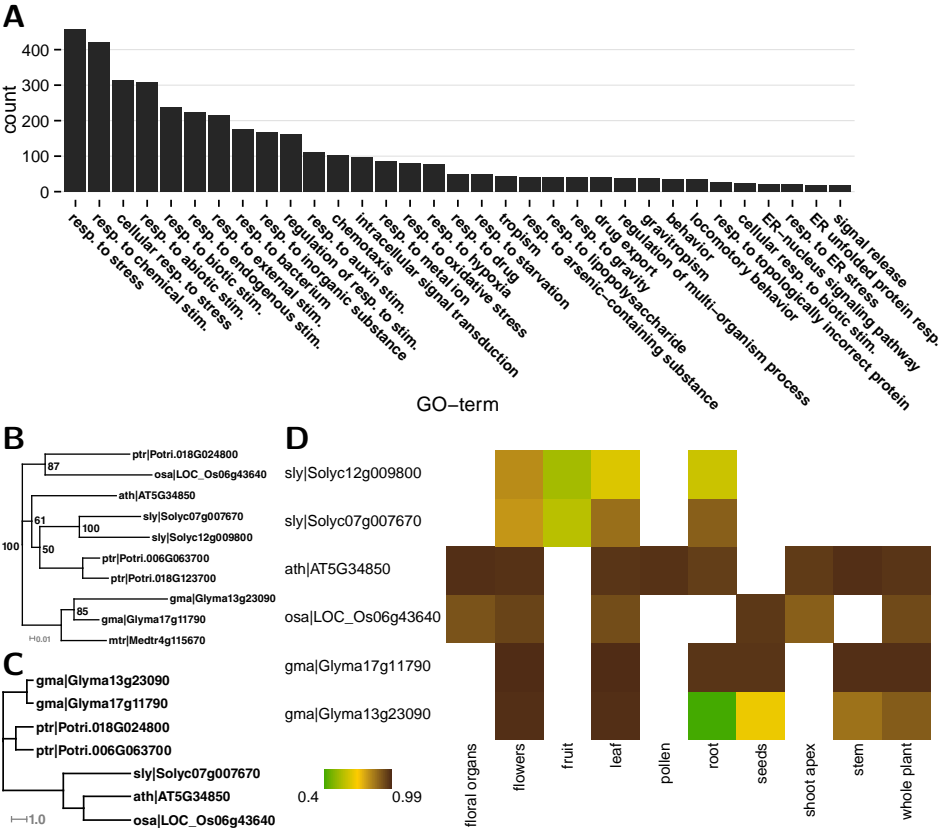 A
count
400
300
200
100
0
resp. to stress
resp. to chemical stim.
cellular resp. to stress
resp. to abiotic stim.
resp. to biotic stim.
resp. to endogenous stim.
resp. to external stim.
resp. to bacterium
resp. to inorganic substance
regulation of resp. to stim.
resp. to auxin stim.
chemotaxis
intracellular signal transduction
resp. to metal ion
resp. to oxidative stress
resp. to hypoxia
resp. to drug
resp. to starvation
tropism
resp. to arsenic−containing substance
resp. to lipopolysaccharide
resp. to gravity
drug export
regulation of multi−organism process
gravitropism
behavior
locomotory behavior
resp. to topologically incorrect protein
cellular resp. to biotic stim.
ER−nucleus signaling pathway
resp. to ER stress
ER unfolded protein resp.
signal release
GO−term
B
ptr|Potri.018G024800
87
osa|LOC_Os06g43640
ath|AT5G34850
61
sly|Solyc07g007670
100
sly|Solyc12g009800
50
100
ptr|Potri.006G063700
ptr|Potri.018G123700
gma|Glyma13g23090
85
gma|Glyma17g11790
0.01
mtr|Medtr4g115670
C
gma|Glyma13g23090
gma|Glyma17g11790
ptr|Potri.018G024800
ptr|Potri.006G063700
sly|Solyc07g007670
ath|AT5G34850
1.0
osa|LOC_Os06g43640
D
sly|Solyc12g009800
sly|Solyc07g007670
ath|AT5G34850
osa|LOC_Os06g43640
gma|Glyma17g11790
gma|Glyma13g23090
floral organs
flowers
fruit
leaf
pollen
root
seeds
shoot apex
stem
whole plant
0.4
0.99